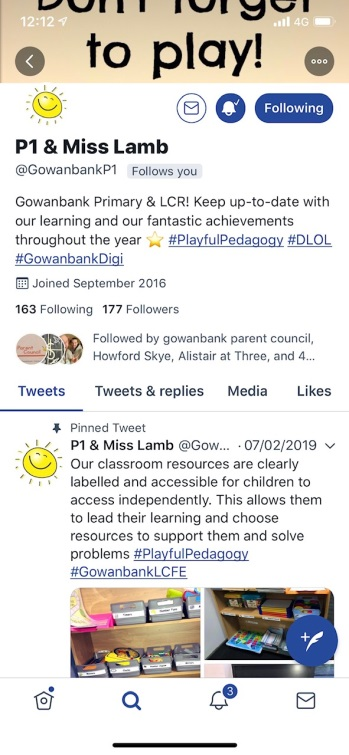 Don't forget
12:12 4G
to play!
Following
P1 & Miss Lamb
@GowanbankP1 Follows you
Gowanbank Primary & LCR! Keep up-to-date with
our learning and our fantastic achievements
throughout the year ⭐ #PlayfulPedagogy #DLOL
#GowanbankDigi
Joined September 2016
163 Following 177 Followers
Followed by gowanbank parent council,
Howford Skye, Alistair at Three, and 4...
Tweets Tweets & replies Media Likes
Pinned Tweet
P1 & Miss Lamb @Gow... · 07/02/2019
Our classroom resources are clearly
labelled and accessible for children to
access independently. This allows them
to lead their learning and choose
resources to support them and solve
problems #PlayfulPedagogy
#GowanbankLCFE
3